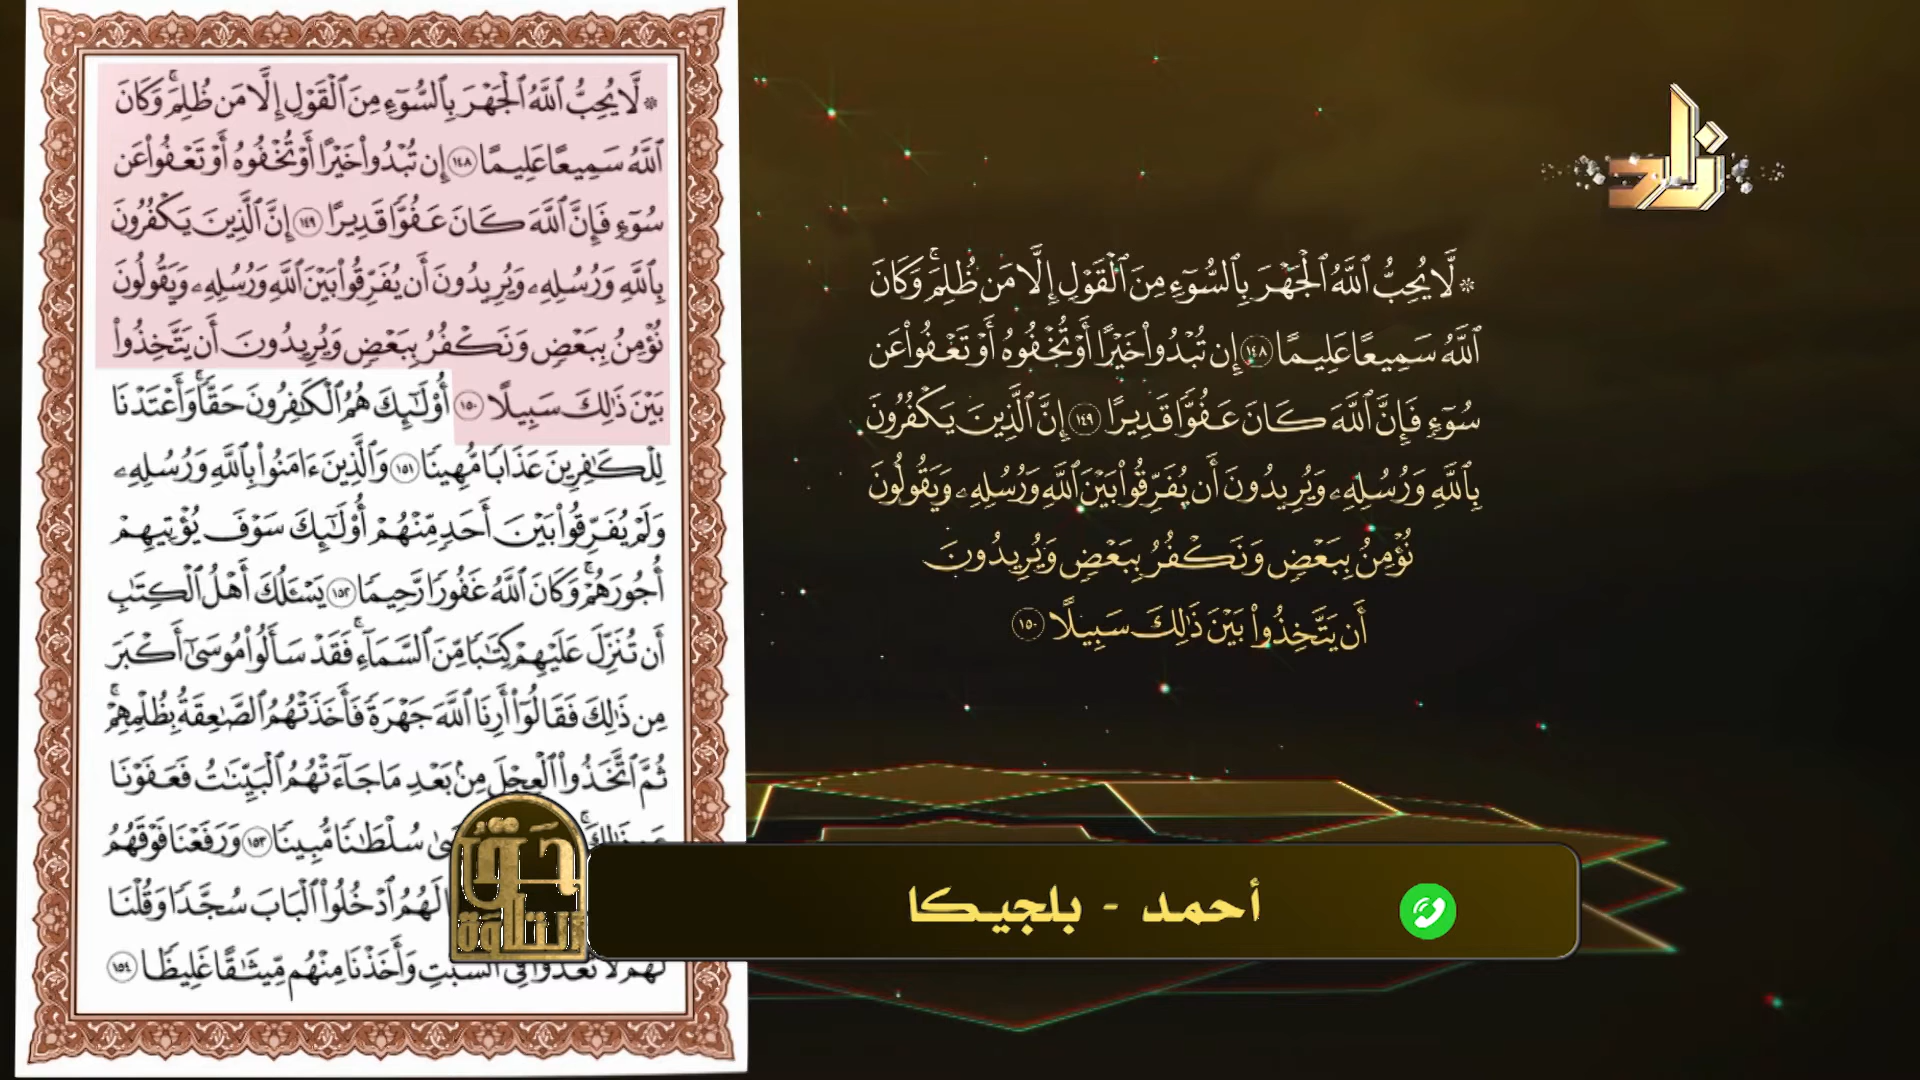 ۞ لَّا يُحِبُّ ٱللَّهُ ٱلْجَهْرَ بِٱلسُّوٓءِ مِنَ ٱلْقَوْلِ إِلَّا مَن ظُلِمَۚ وَكَانَ
ٱللَّهُ سَمِيعًا عَلِيمًا ١٤٨ إِن تُبْدُوا۟ خَيْرًا أَوْ تُخْفُوهُ أَوْ تَعْفُوا۟ عَن
سُوٓءٍ فَإِنَّ ٱللَّهَ كَانَ عَفُوًّا قَدِيرًا ١٤٩ إِنَّ ٱلَّذِينَ يَكْفُرُونَ
بِٱللَّهِ وَرُسُلِهِۦ وَيُرِيدُونَ أَن يُفَرِّقُوا۟ بَيْنَ ٱللَّهِ وَرُسُلِهِۦ وَيَقُولُونَ
نُؤْمِنُ بِبَعْضٍ وَنَكْفُرُ بِبَعْضٍ وَيُرِيدُونَ أَن يَتَّخِذُوا۟
بَيْنَ ذَٰلِكَ سَبِيلًا ١٥٠ أُو۟لَـٰٓئِكَ هُمُ ٱلْكَـٰفِرُونَ حَقًّاۚ وَأَعْتَدْنَا
لِلْكَـٰفِرِينَ عَذَابًا مُّهِينًا ١٥١ وَٱلَّذِينَ ءَامَنُوا۟ بِٱللَّهِ وَرُسُلِهِۦ
وَلَمْ يُفَرِّقُوا۟ بَيْنَ أَحَدٍ مِّنْهُمْ أُو۟لَـٰٓئِكَ سَوْفَ يُؤْتِيهِمْ
أُجُورَهُمْۚ وَكَانَ ٱللَّهُ غَفُورًا رَّحِيمًا ١٥٢ يَسْـَٔلُكَ أَهْلُ ٱلْكِتَـٰبِ
أَن تُنَزِّلَ عَلَيْهِمْ كِتَـٰبًا مِّنَ ٱلسَّمَآءِۚ فَقَدْ سَأَلُوا۟ مُوسَىٰٓ أَكْبَرَ
مِن ذَٰلِكَ فَقَالُوٓا۟ أَرِنَا ٱللَّهَ جَهْرَةً فَأَخَذَتْهُمُ ٱلصَّـٰعِقَةُ بِظُلْمِهِمْۚ
ثُمَّ ٱتَّخَذُوا۟ ٱلْعِجْلَ مِنۢ بَعْدِ مَا جَآءَتْهُمُ ٱلْبَيِّنَـٰتُ فَعَفَوْنَا
عَن ذَٰلِكَۚ سُلْطَـٰنًا مُّبِينًا ١٥٣ وَرَفَعْنَا فَوْقَهُمُ
لَهُمُ ٱدْخُلُوا۟ ٱلْبَابَ سُجَّدًا وَقُلْنَا
لَهُمْ لَا تَعْدُوا۟ فِى ٱلسَّبْتِ وَأَخَذْنَا مِنْهُم مِّيثَـٰقًا غَلِيظًا ١٥٤
زاد
۞ لَّا يُحِبُّ ٱللَّهُ ٱلْجَهْرَ بِٱلسُّوٓءِ مِنَ ٱلْقَوْلِ إِلَّا مَن ظُلِمَۚ وَكَانَ
ٱللَّهُ سَمِيعًا عَلِيمًا ١٤٨ إِن تُبْدُوا۟ خَيْرًا أَوْ تُخْفُوهُ أَوْ تَعْفُوا۟ عَن
سُوٓءٍ فَإِنَّ ٱللَّهَ كَانَ عَفُوًّا قَدِيرًا ١٤٩ إِنَّ ٱلَّذِينَ يَكْفُرُونَ
بِٱللَّهِ وَرُسُلِهِۦ وَيُرِيدُونَ أَن يُفَرِّقُوا۟ بَيْنَ ٱللَّهِ وَرُسُلِهِۦ وَيَقُولُونَ
نُؤْمِنُ بِبَعْضٍ وَنَكْفُرُ بِبَعْضٍ وَيُرِيدُونَ
أَن يَتَّخِذُوا۟ بَيْنَ ذَٰلِكَ سَبِيلًا ١٥٠
حَقَّ
التلاوة
أحمد - بلجيكا